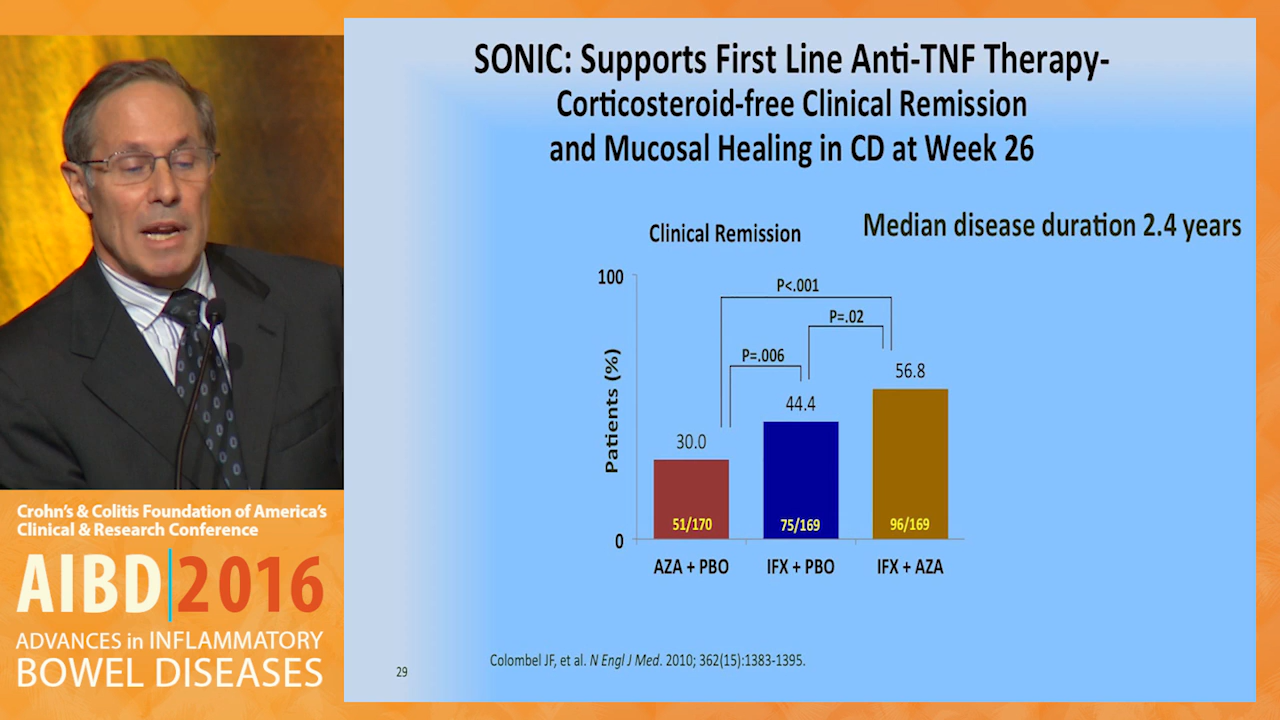 SONIC: Supports First Line Anti-TNF Therapy-
Corticosteroid-free Clinical Remission
and Mucosal Healing in CD at Week 26
Median disease duration 2.4 years
Clinical Remission
100
P<.001
P=.02
P=.006
56.8
44.4
30.0
Patients (%)
51/170
75/169
96/169
0
AZA + PBO
IFX + PBO
IFX + AZA
Colombel JF, et al. N Engl J Med. 2010; 362(15):1383-1395.
29
Crohn's & Colitis Foundation of America's
Clinical & Research Conference
AIBD|2016
ADVANCES in INFLAMMATORY
BOWEL DISEASES